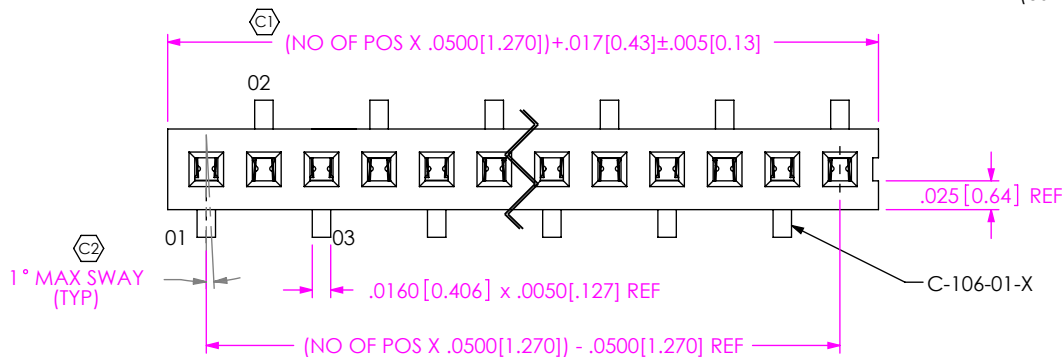 C1
(NO OF POS X .0500[1.270])+.017[0.43]±.005[0.13]
02
.025 [0.64] REF
01
03
C2
1° MAX SWAY
(TYP)
.0160 [0.406] x .0050[.127] REF
C-106-01-X
(NO OF POS X .0500[1.270]) - .0500[1.270] REF